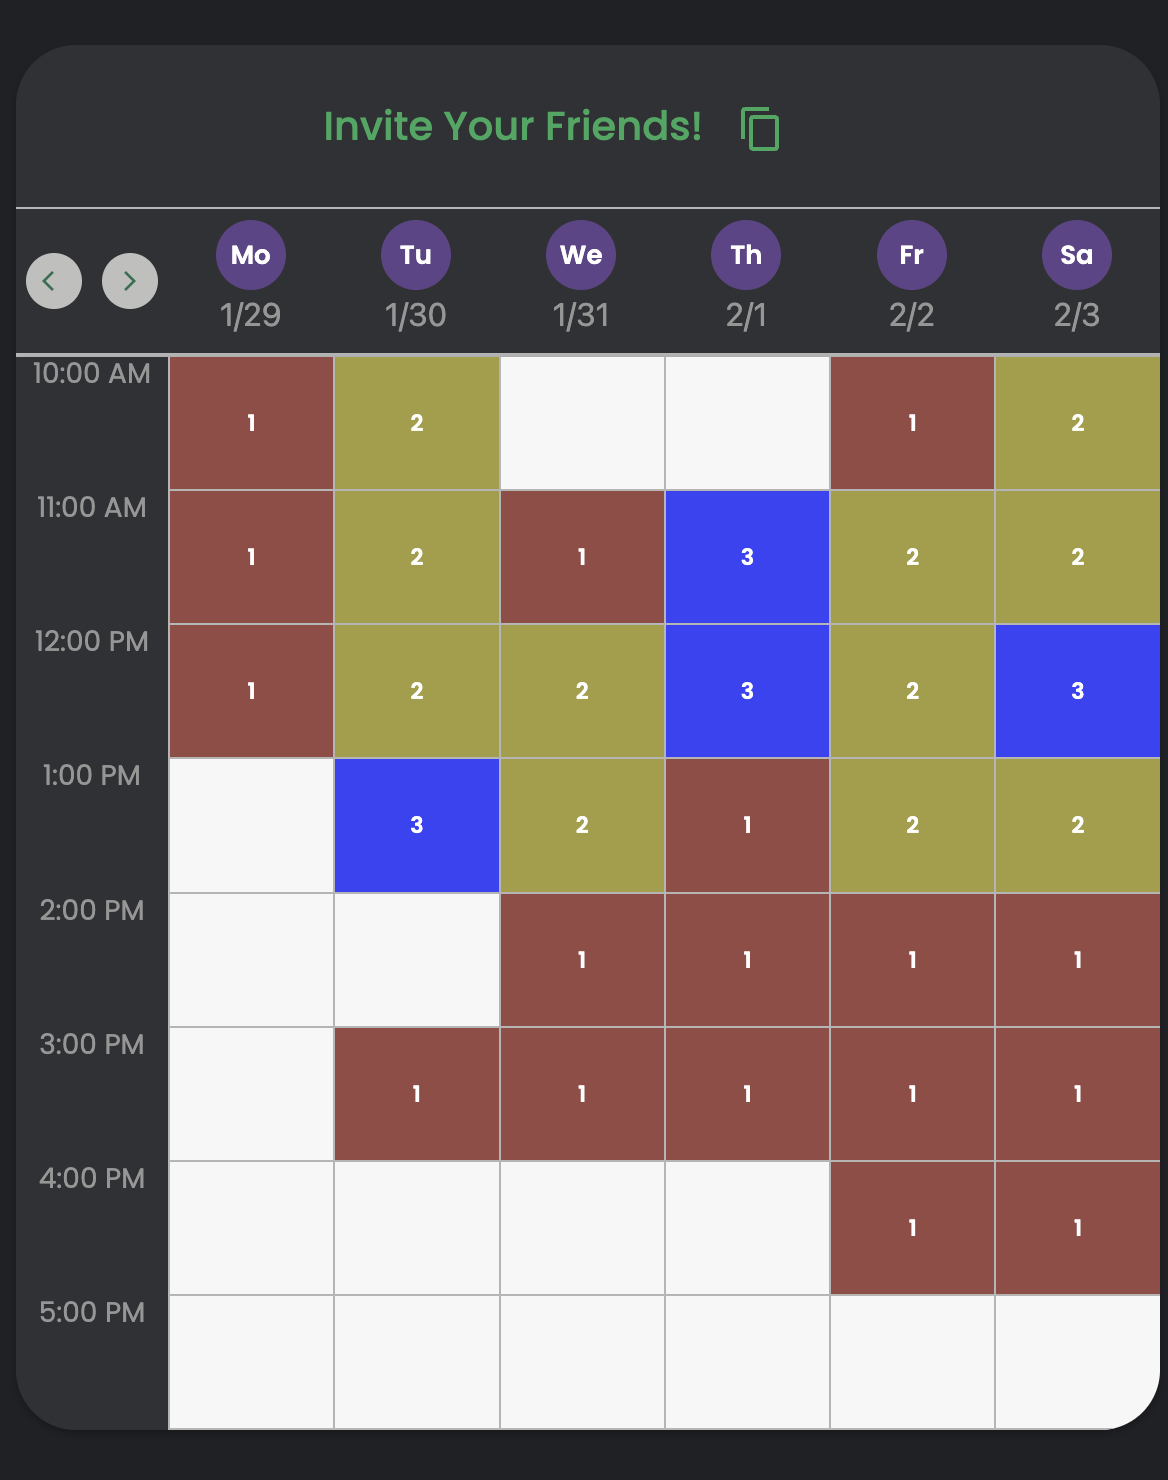 Invite Your Friends!
Mo Tu We Th Fr Sa
1/29 1/30 1/31 2/1 2/2 2/3
10:00 AM
1 2 1 2
11:00 AM
1 2 1 3 2 2
12:00 PM
1 2 2 3 2 3
1:00 PM
3 2 1 2 2
2:00 PM
1 1 1 1
3:00 PM
1 1 1 1 1
4:00 PM
1 1
5:00 PM